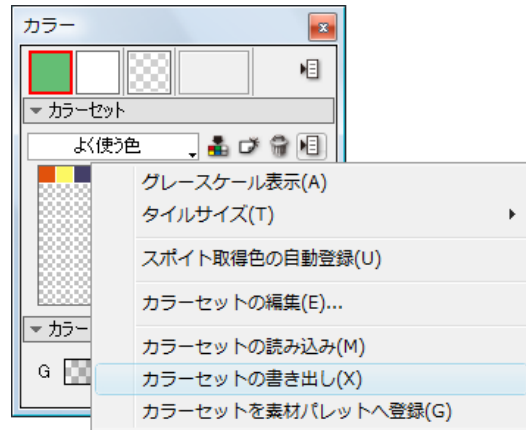 カラー
カラーセット
よく使う色
グレースケール表示(A)
タイルサイズ(T)
スポイト取得色の自動登録(U)
カラーセットの編集(E)...
カラーセットの読み込み(M)
カラー
カラーセットの書き出し(X)
G
カラーセットを素材パレットへ登録(G)